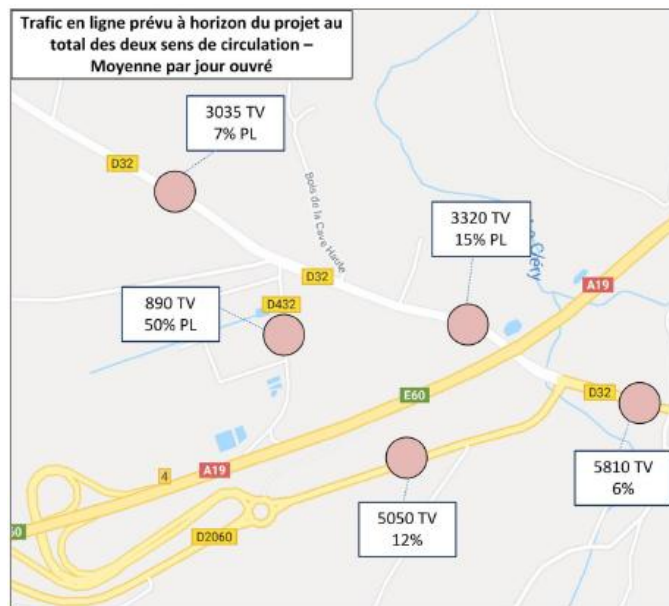 Trafic en ligne prévu à horizon du projet au
total des deux sens de circulation –
Moyenne par jour ouvré
3035 TV
7% PL
D32
Bois de la Cave Haute
3320 TV
15% PL
D32
A19
890 TV
50% PL
D432
D32
E60
5810 TV
6%
A19
4
5050 TV
12%
D2060